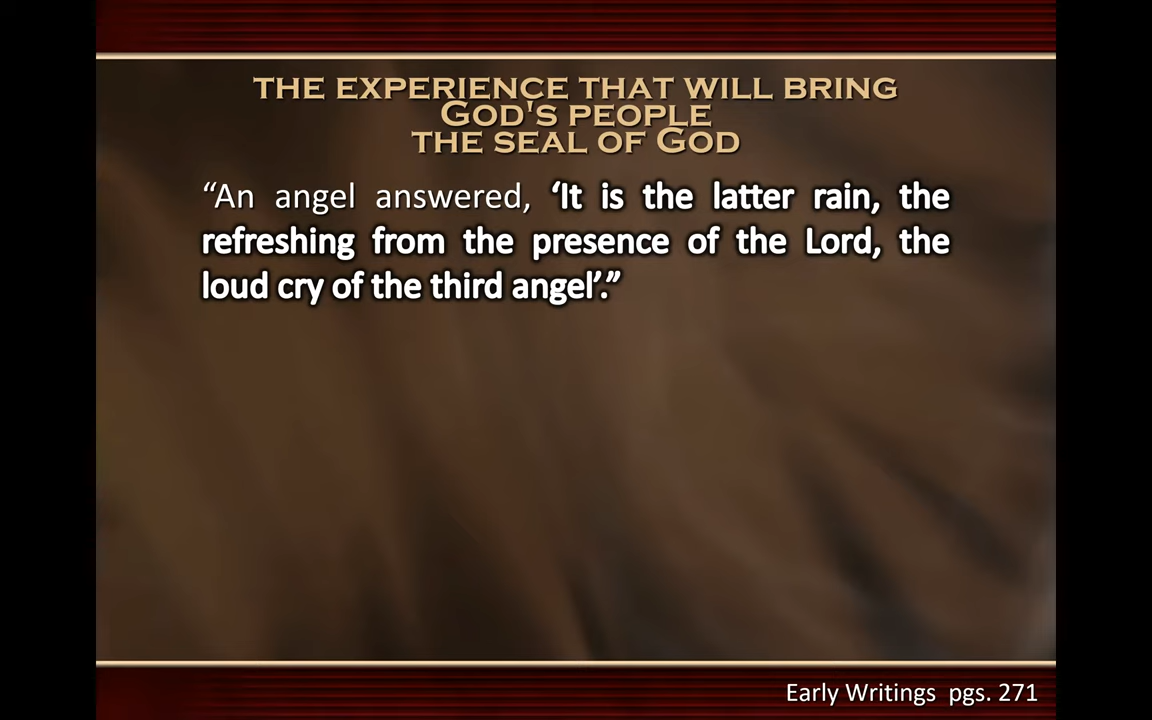 THE EXPERIENCE THAT WILL BRING
GOD'S PEOPLE
THE SEAL OF GOD
“An angel answered, ‘It is the latter rain, the
refreshing from the presence of the Lord, the
loud cry of the third angel’.”
Early Writings pgs. 271